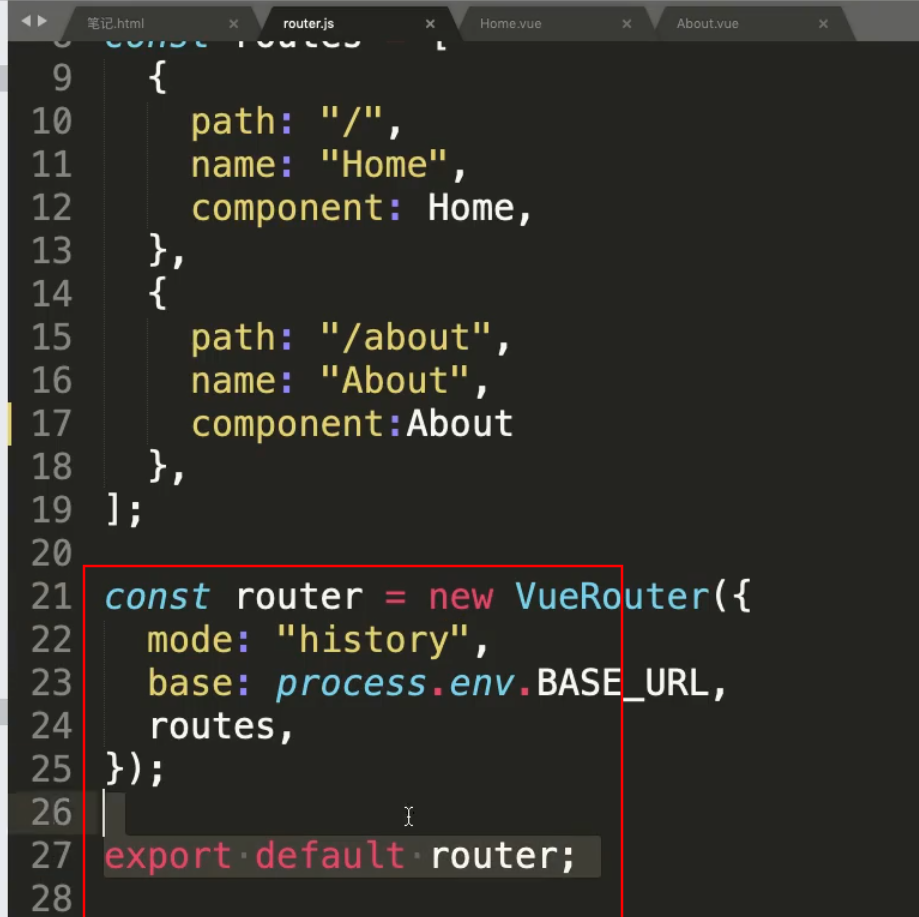 笔记.html × router.js × Home.vue × About.vue ×
8 const routes = [
9 {
10 path: "/",
11 name: "Home",
12 component: Home,
13 },
14 {
15 path: "/about",
16 name: "About",
17 component:About
18 },
19 ];
20
21 const router = new VueRouter({
22 mode: "history",
23 base: process.env.BASE_URL,
24 routes,
25 });
26
27 export default router;
28